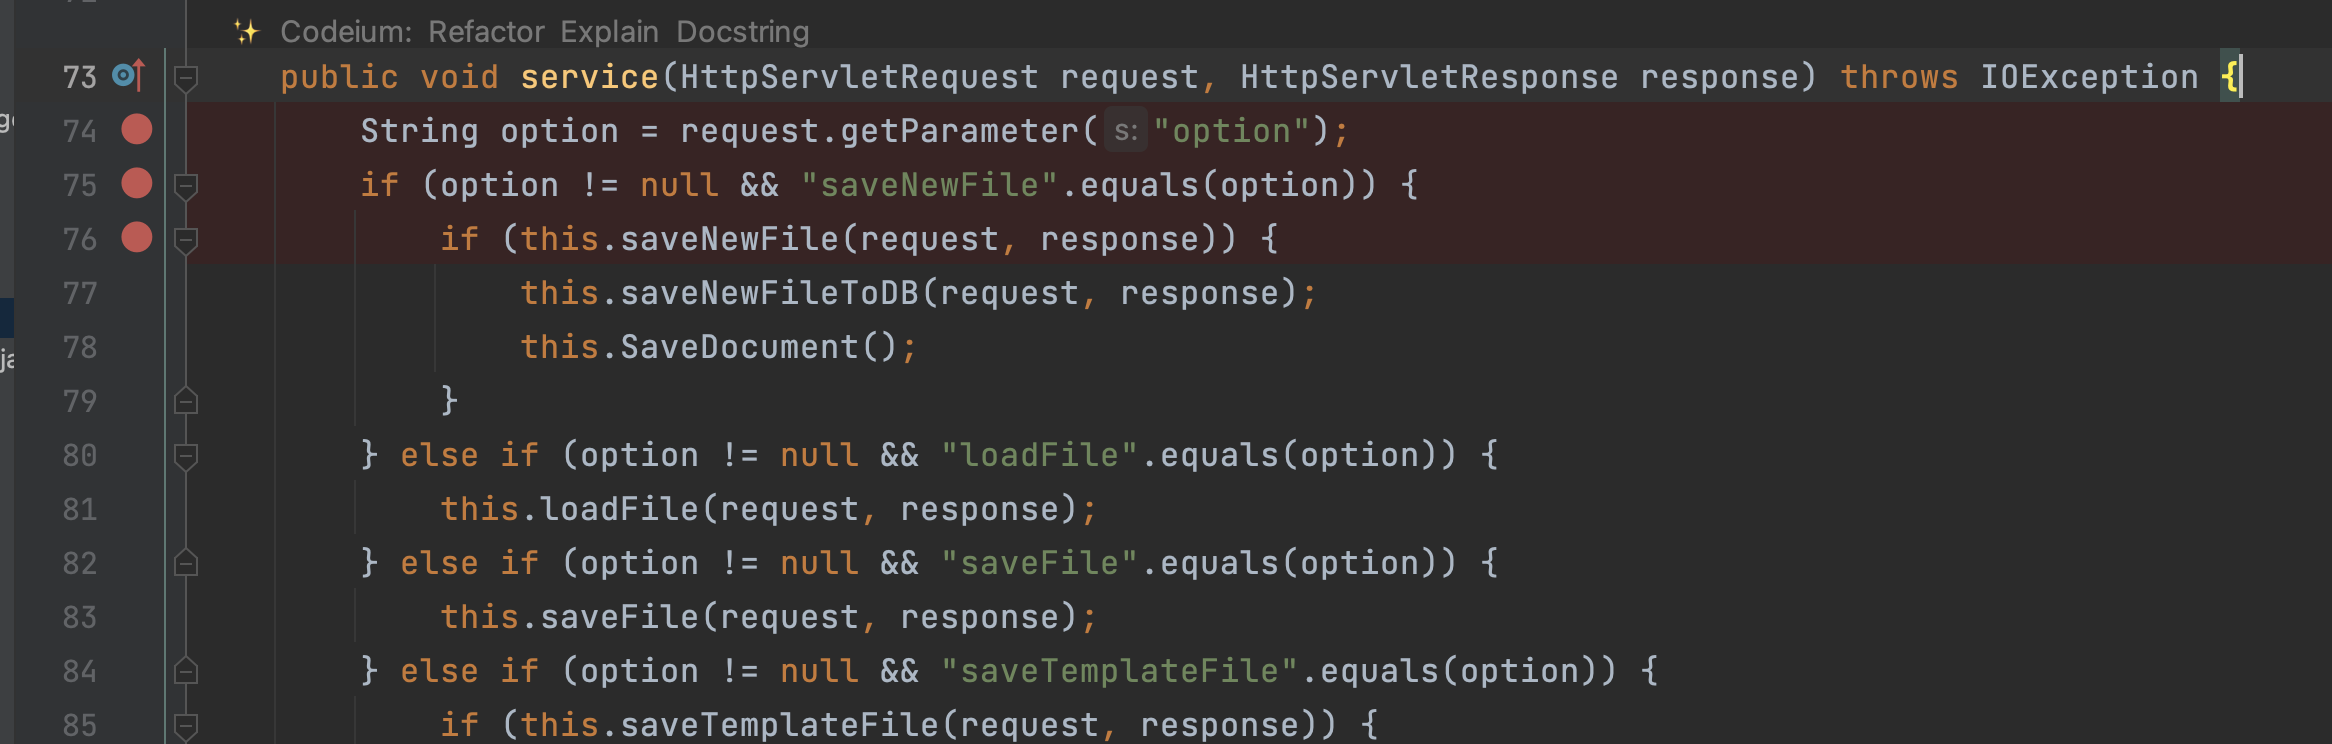 Codeium: Refactor Explain Docstring
73 public void service(HttpServletRequest request, HttpServletResponse response) throws IOException {
74 String option = request.getParameter( s: "option");
75 if (option != null && "saveNewFile".equals(option)) {
76 if (this.saveNewFile(request, response)) {
77 this.saveNewFileToDB(request, response);
78 this.SaveDocument();
79 }
80 } else if (option != null && "loadFile".equals(option)) {
81 this.loadFile(request, response);
82 } else if (option != null && "saveFile".equals(option)) {
83 this.saveFile(request, response);
84 } else if (option != null && "saveTemplateFile".equals(option)) {
85 if (this.saveTemplateFile(request, response)) {